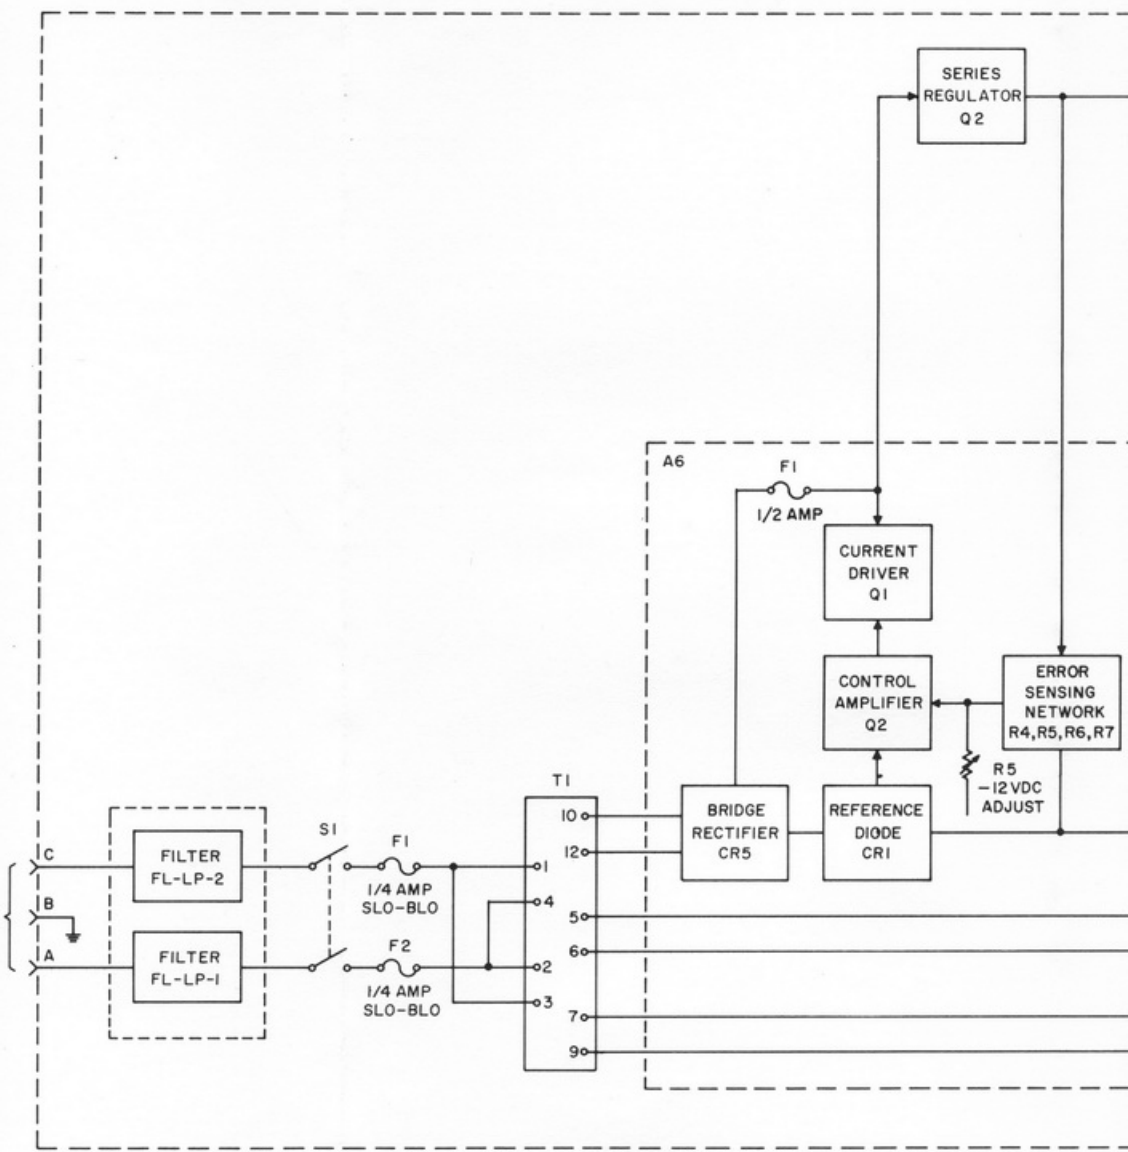 SERIES
REGULATOR
Q2
A6
F1
1/2 AMP
CURRENT
DRIVER
Q1
CONTROL
AMPLIFIER
Q2
ERROR
SENSING
NETWORK
R4,R5,R6,R7
R5
-12VDC
ADJUST
T1
10
12
1
4
5
6
2
3
7
9
BRIDGE
RECTIFIER
CR5
REFERENCE
DIODE
CR1
S1
F1
1/4 AMP
SLO-BLO
F2
1/4 AMP
SLO-BLO
C
FILTER
FL-LP-2
B
A
FILTER
FL-LP-1